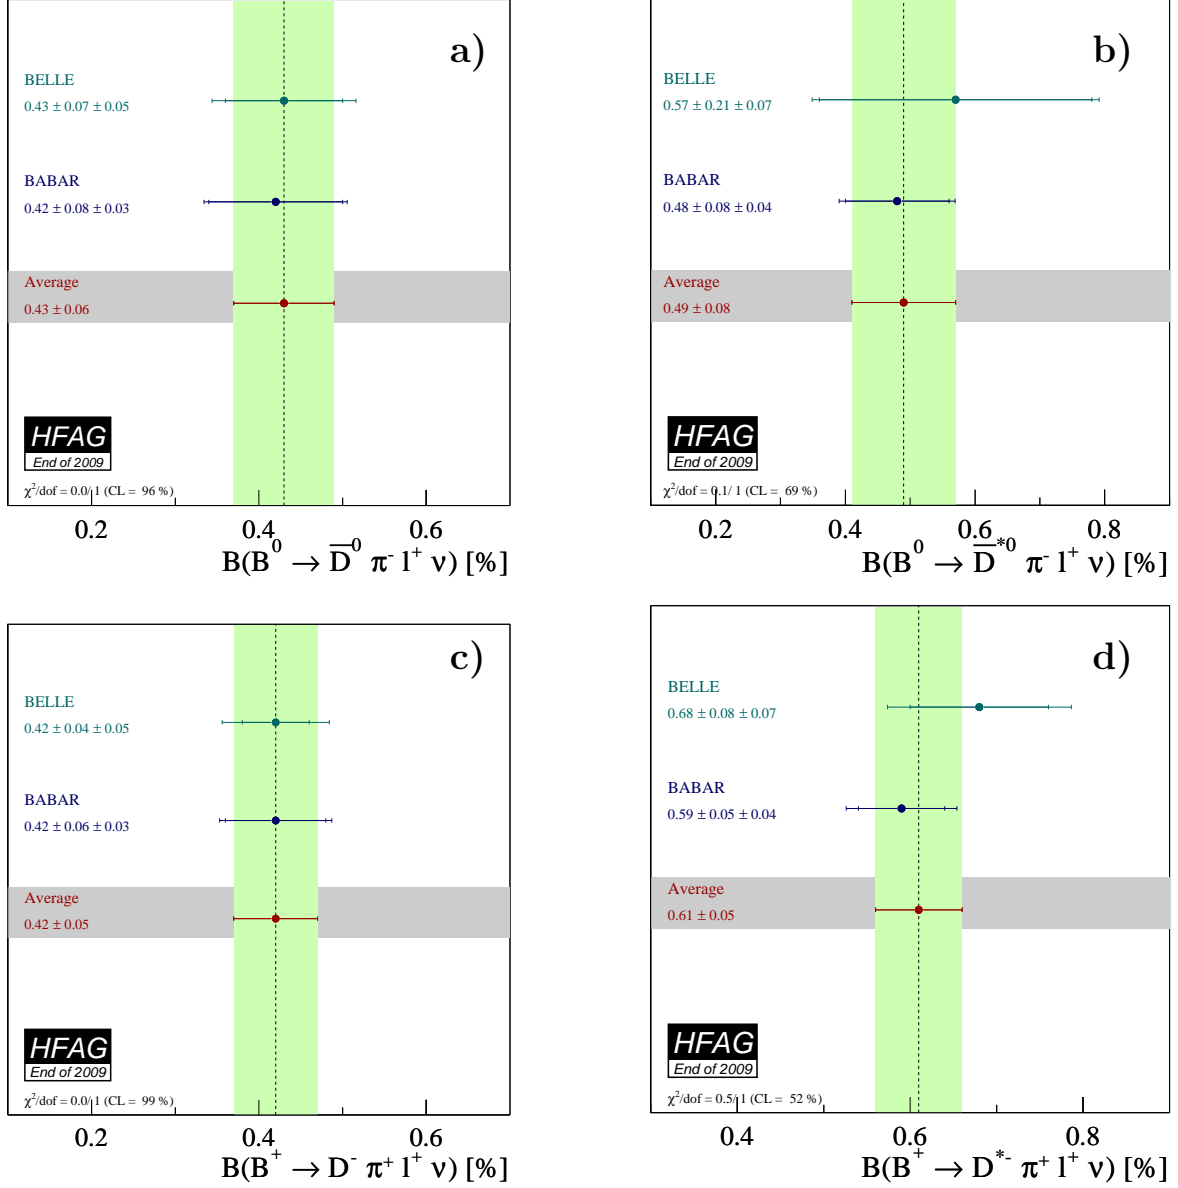 a)
BELLE
0.43 ± 0.07 ± 0.05
BABAR
0.42 ± 0.08 ± 0.03
Average
0.43 ± 0.06
HFAG
End of 2009
χ²/dof = 0.0/ 1 (CL = 96 %)
0.2 0.4 0.6
B(B⁰ → D̅⁰ π⁻ l⁺ ν) [%]
b)
BELLE
0.57 ± 0.21 ± 0.07
BABAR
0.48 ± 0.08 ± 0.04
Average
0.49 ± 0.08
HFAG
End of 2009
χ²/dof = 0.1/ 1 (CL = 69 %)
0.2 0.4 0.6 0.8
B(B⁰ → D̅*⁰ π⁻ l⁺ ν) [%]
c)
BELLE
0.42 ± 0.04 ± 0.05
BABAR
0.42 ± 0.06 ± 0.03
Average
0.42 ± 0.05
HFAG
End of 2009
χ²/dof = 0.0/ 1 (CL = 99 %)
0.2 0.4 0.6
B(B⁺ → D⁻ π⁺ l⁺ ν) [%]
d)
BELLE
0.68 ± 0.08 ± 0.07
BABAR
0.59 ± 0.05 ± 0.04
Average
0.61 ± 0.05
HFAG
End of 2009
χ²/dof = 0.5/ 1 (CL = 52 %)
0.4 0.6 0.8
B(B⁺ → D*⁻ π⁺ l⁺ ν) [%]